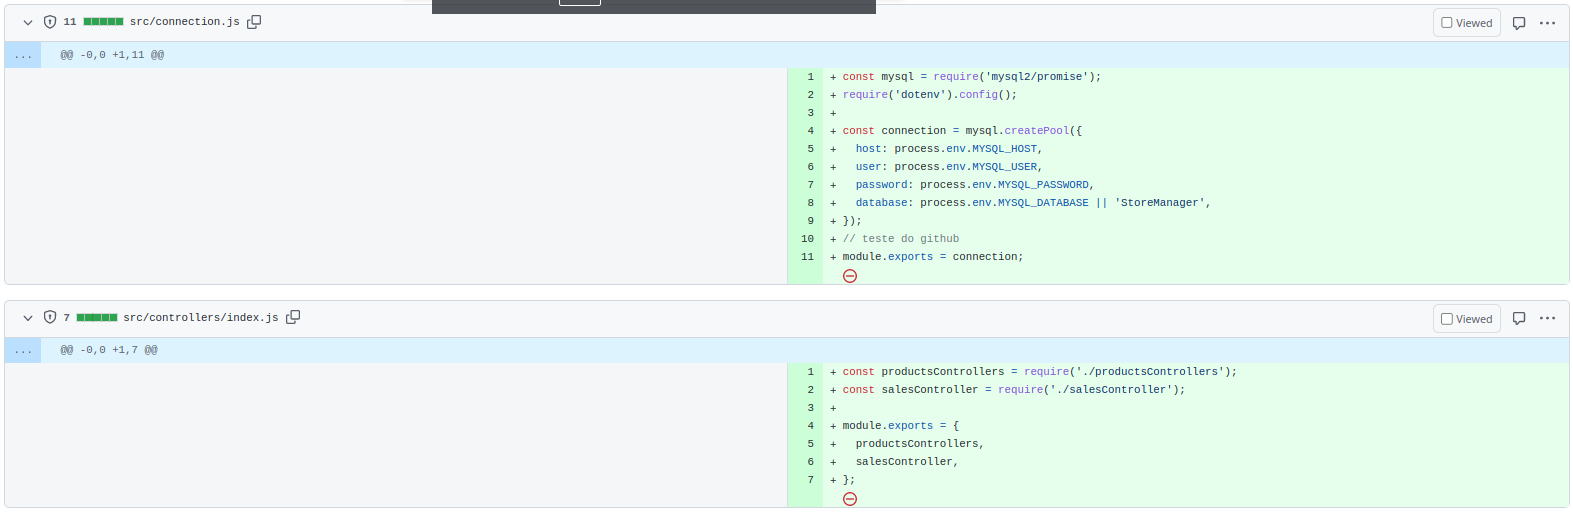 11 src/connection.js Viewed
... @@ -0,0 +1,11 @@
1 + const mysql = require('mysql2/promise');
2 + require('dotenv').config();
3 +
4 + const connection = mysql.createPool({
5 +   host: process.env.MYSQL_HOST,
6 +   user: process.env.MYSQL_USER,
7 +   password: process.env.MYSQL_PASSWORD,
8 +   database: process.env.MYSQL_DATABASE || 'StoreManager',
9 + });
10 + // teste do github
11 + module.exports = connection;
7 src/controllers/index.js Viewed
... @@ -0,0 +1,7 @@
1 + const productsControllers = require('./productsControllers');
2 + const salesController = require('./salesController');
3 +
4 + module.exports = {
5 +   productsControllers,
6 +   salesController,
7 + };